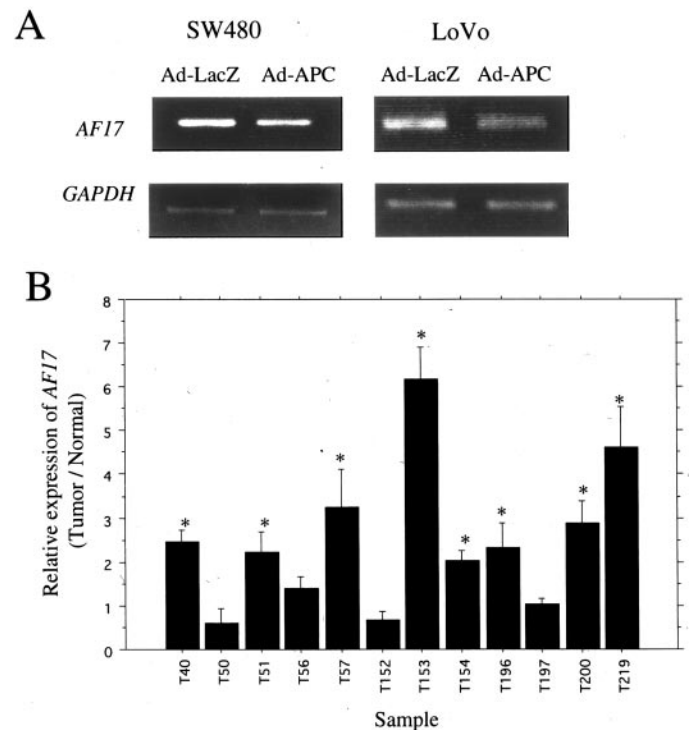 A
SW480
LoVo
Ad-LacZ Ad-APC
Ad-LacZ Ad-APC
AF17
GAPDH
B
Relative expression of AF17
(Tumor / Normal)
8
7
6
5
4
3
2
1
0
*
*
*
*
*
*
*
*
T40 T50 T51 T56 T57 T152 T153 T154 T196 T197 T200 T219
Sample